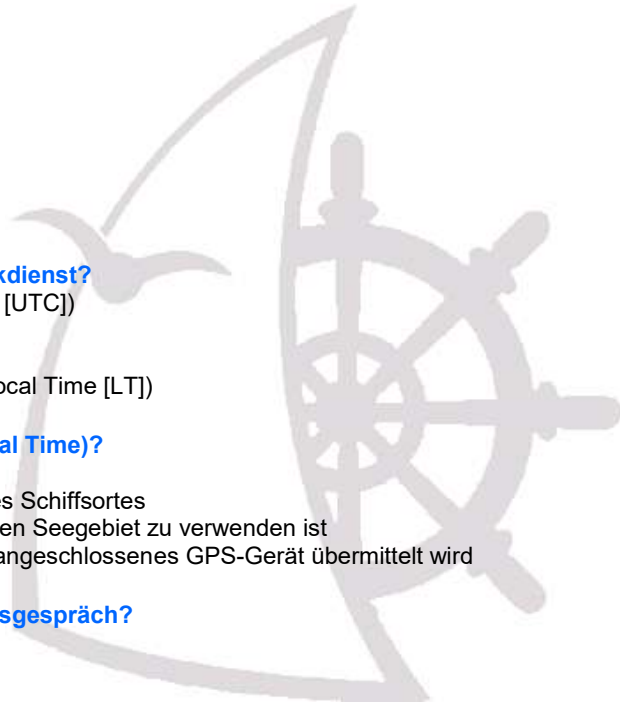 kdienst?
[UTC])
ocal Time [LT])
al Time)?
es Schiffsortes
en Seegebiet zu verwenden ist
angeschlossenes GPS-Gerät übermittelt wird
sgespräch?